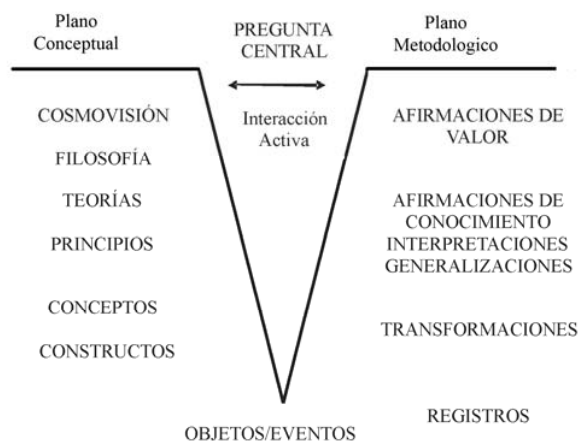 Plano
Conceptual
PREGUNTA
CENTRAL
Plano
Metodologico
Interacción
Activa
COSMOVISIÓN
FILOSOFÍA
TEORÍAS
PRINCIPIOS
CONCEPTOS
CONSTRUCTOS
AFIRMACIONES DE
VALOR
AFIRMACIONES DE
CONOCIMIENTO
INTERPRETACIONES
GENERALIZACIONES
TRANSFORMACIONES
REGISTROS
OBJETOS/EVENTOS